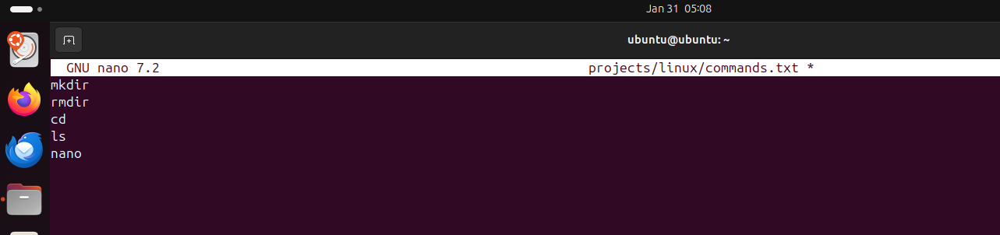 Jan 31 05:08
ubuntu@ubuntu: ~
GNU nano 7.2 projects/linux/commands.txt *
mkdir
rmdir
cd
ls
nano